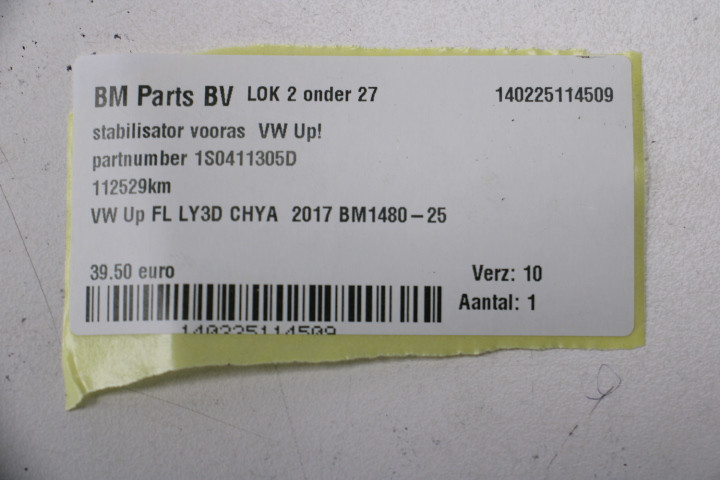 BM Parts BV LOK 2 onder 27 140225114509
stabilisator vooras VW Up!
partnumber 1S0411305D
112529km
VW Up FL LY3D CHYA 2017 BM1480-25
39.50 euro Verz: 10
Aantal: 1
140225114509